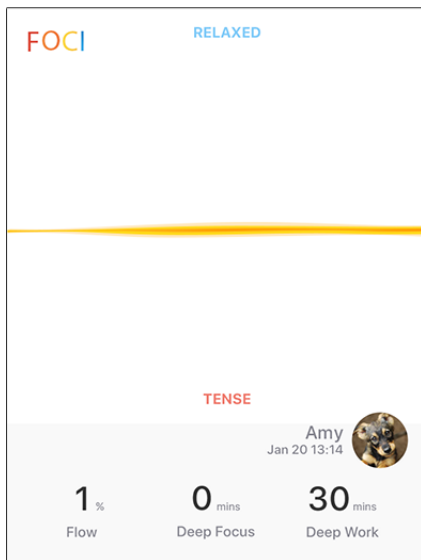 FOCI
RELAXED
TENSE
Amy
Jan 20 13:14
1 % 0 mins 30 mins
Flow Deep Focus Deep Work